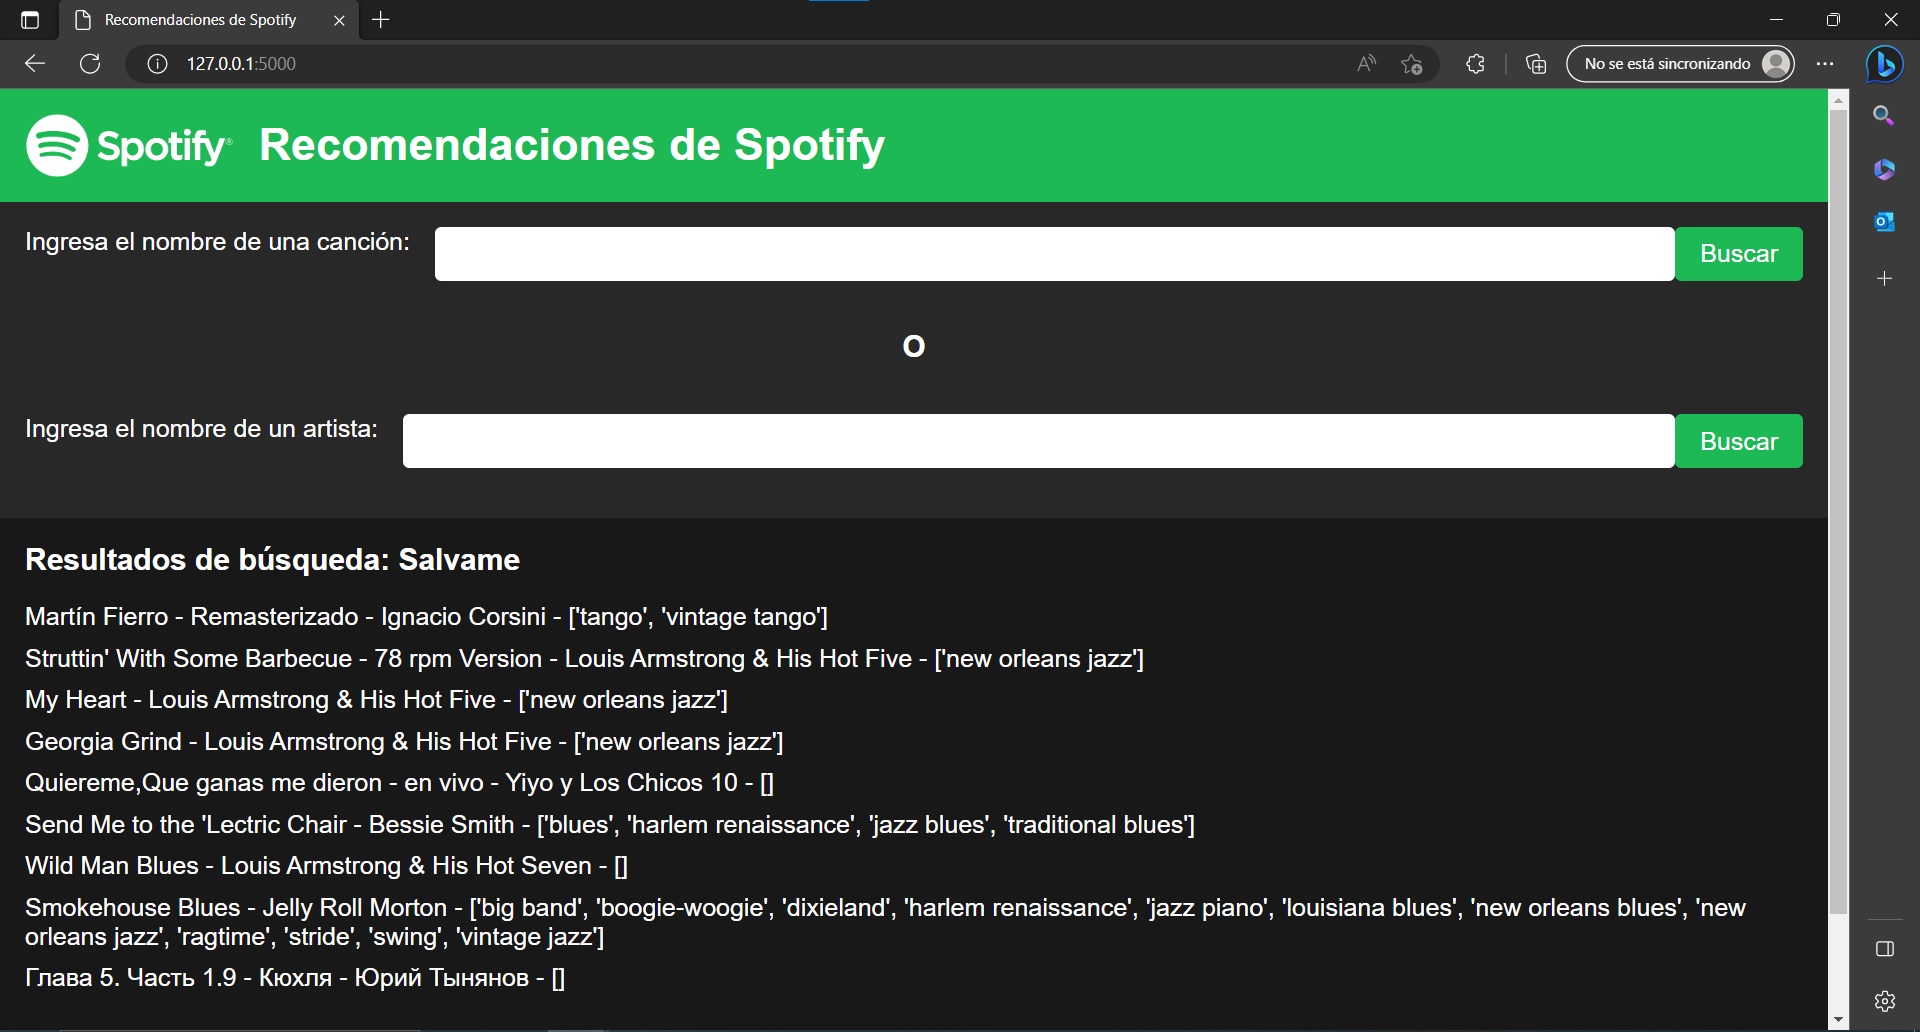 Recomendaciones de Spotify
127.0.0.1:5000
No se está sincronizando
Spotify®
Recomendaciones de Spotify
Ingresa el nombre de una canción:
Buscar
O
Ingresa el nombre de un artista:
Buscar
Resultados de búsqueda: Salvame
Martín Fierro - Remasterizado - Ignacio Corsini - ['tango', 'vintage tango']
Struttin' With Some Barbecue - 78 rpm Version - Louis Armstrong & His Hot Five - ['new orleans jazz']
My Heart - Louis Armstrong & His Hot Five - ['new orleans jazz']
Georgia Grind - Louis Armstrong & His Hot Five - ['new orleans jazz']
Quiereme,Que ganas me dieron - en vivo - Yiyo y Los Chicos 10 - []
Send Me to the 'Lectric Chair - Bessie Smith - ['blues', 'harlem renaissance', 'jazz blues', 'traditional blues']
Wild Man Blues - Louis Armstrong & His Hot Seven - []
Smokehouse Blues - Jelly Roll Morton - ['big band', 'boogie-woogie', 'dixieland', 'harlem renaissance', 'jazz piano', 'louisiana blues', 'new orleans blues', 'new
orleans jazz', 'ragtime', 'stride', 'swing', 'vintage jazz']
Глава 5. Часть 1.9 - Кюхля - Юрий Тынянов - []